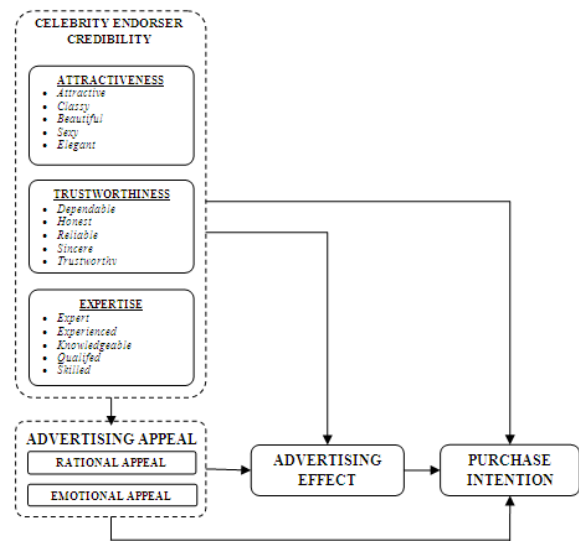 CELEBRITY ENDORSER
CREDIBILITY
ATTRACTIVENESS
• Attractive
• Classy
• Beautiful
• Sexy
• Elegant
TRUSTWORTHINESS
• Dependable
• Honest
• Reliable
• Sincere
• Trustworthy
EXPERTISE
• Expert
• Experienced
• Knowledgeable
• Qualifed
• Skilled
ADVERTISING APPEAL
RATIONAL APPEAL
EMOTIONAL APPEAL
ADVERTISING
EFFECT
PURCHASE
INTENTION